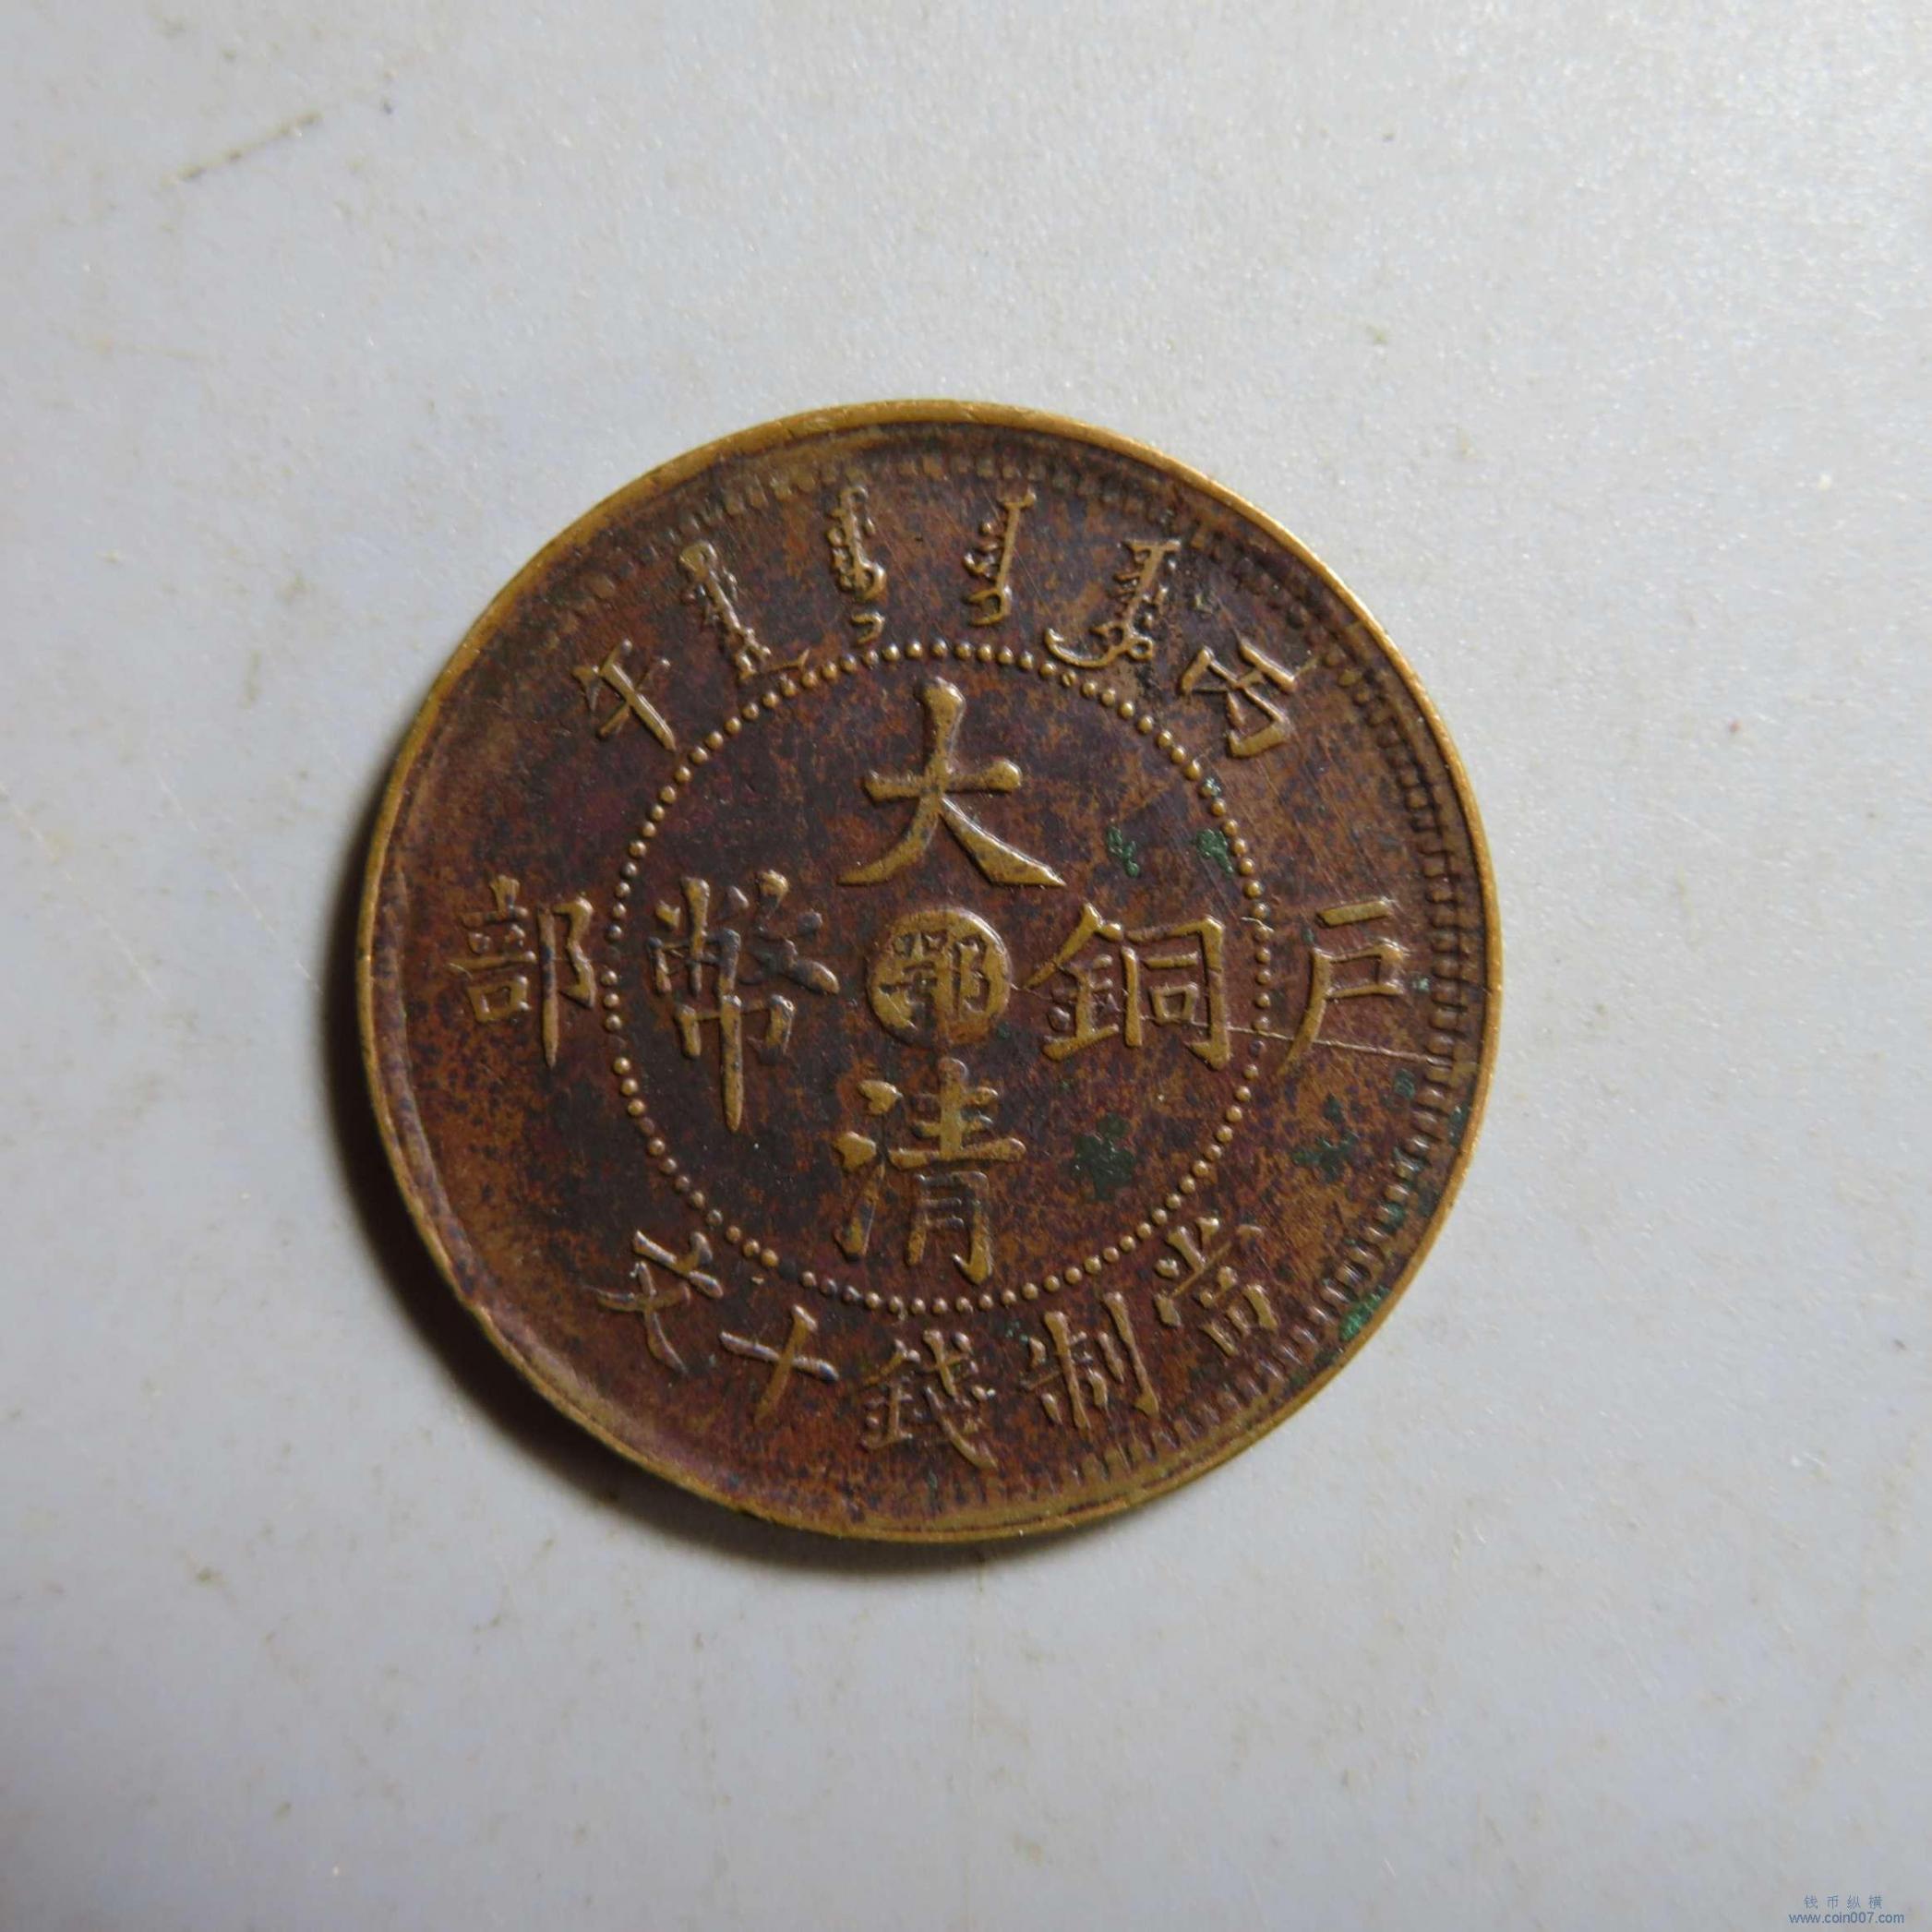 丙午
大清
鄂
銅幣
戶部
當制錢十文
钱币纵横
www.coin007.com